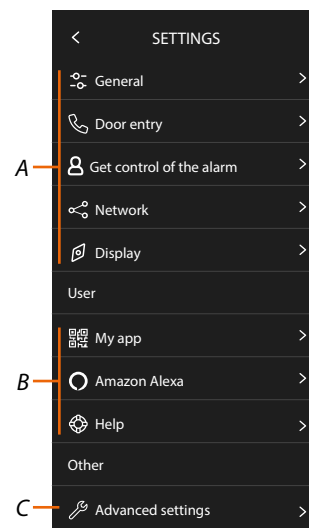 SETTINGS
General
Door entry
A
Get control of the alarm
Network
Display
User
My app
B
Amazon Alexa
Help
Other
C
Advanced settings